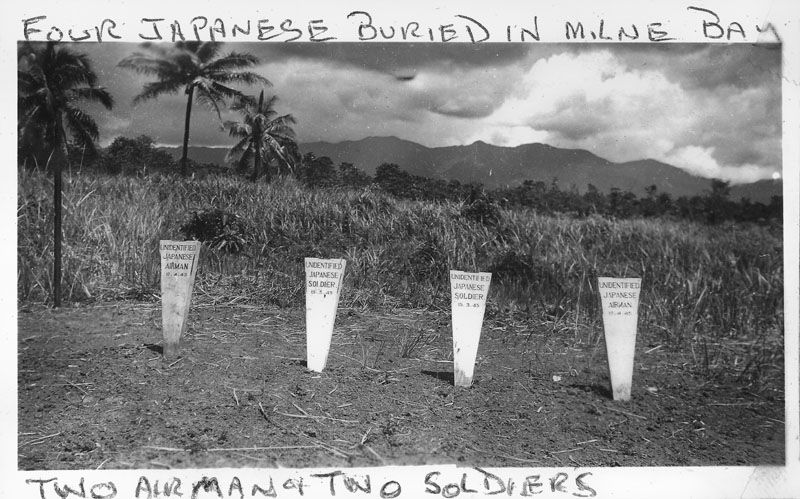 FOUR JAPANESE BURIED IN MILNE BAY
UNIDENTIFIED
JAPANESE
AIRMAN
UNIDENTIFIED
JAPANESE
SOLDIER
UNIDENTIFIED
JAPANESE
SOLDIER
UNIDENTIFIED
JAPANESE
AIRMAN
TWO AIRMAN & TWO SOLDIERS